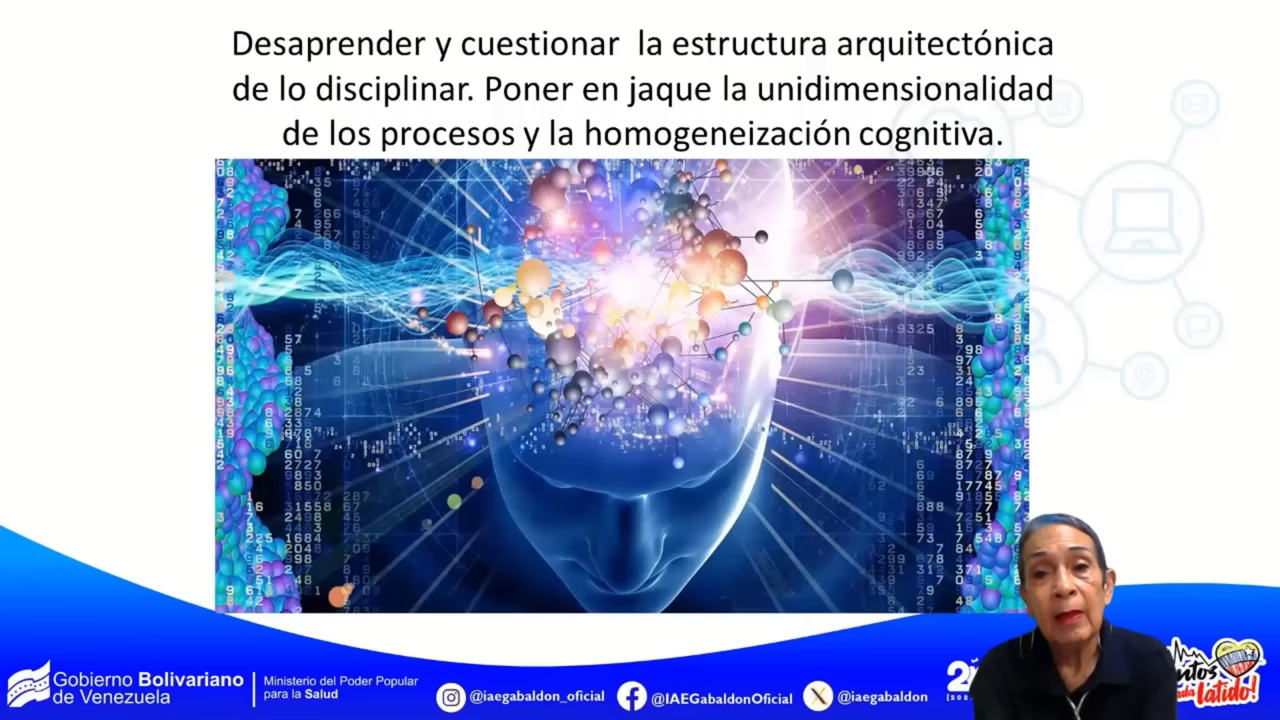 Desaprender y cuestionar la estructura arquitectónica
de lo disciplinar. Poner en jaque la unidimensionalidad
de los procesos y la homogeneización cognitiva.
Gobierno Bolivariano
de Venezuela
Ministerio del Poder Popular
para la Salud
@iaegabaldon_oficial
@IAEGabaldonOficial
@iaegabaldon
látido!